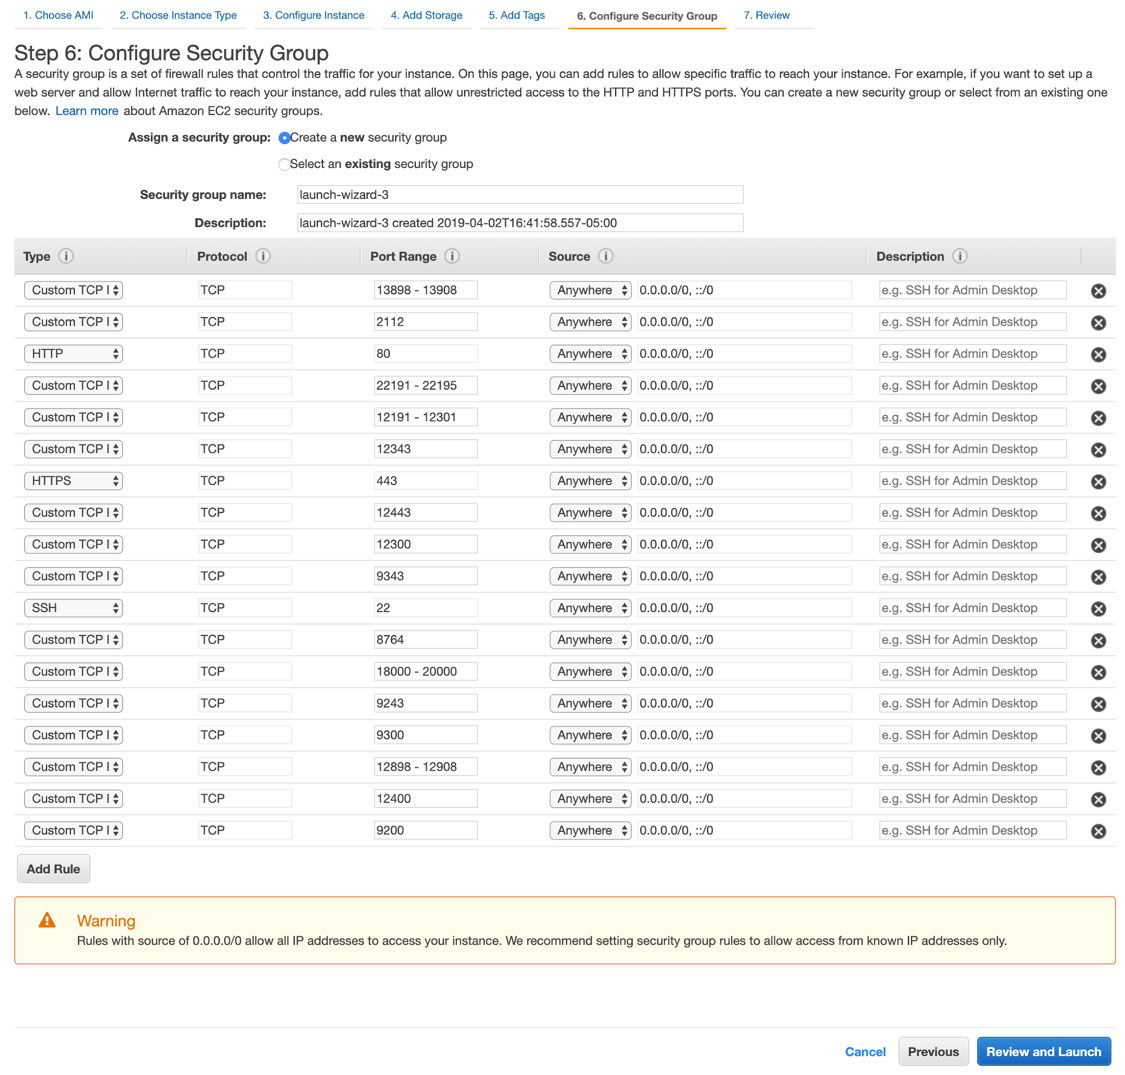 1. Choose AMI 2. Choose Instance Type 3. Configure Instance 4. Add Storage 5. Add Tags 6. Configure Security Group 7. Review
Step 6: Configure Security Group
A security group is a set of firewall rules that control the traffic for your instance. On this page, you can add rules to allow specific traffic to reach your instance. For example, if you want to set up a
web server and allow Internet traffic to reach your instance, add rules that allow unrestricted access to the HTTP and HTTPS ports. You can create a new security group or select from an existing one
below. Learn more about Amazon EC2 security groups.
Assign a security group: Create a new security group
Select an existing security group
Security group name: launch-wizard-3
Description: launch-wizard-3 created 2019-04-02T16:41:58.557-05:00
Type i Protocol i Port Range i Source i Description i
Custom TCP I TCP 13898 - 13908 Anywhere 0.0.0.0/0, ::/0 e.g. SSH for Admin Desktop
Custom TCP I TCP 2112 Anywhere 0.0.0.0/0, ::/0 e.g. SSH for Admin Desktop
HTTP TCP 80 Anywhere 0.0.0.0/0, ::/0 e.g. SSH for Admin Desktop
Custom TCP I TCP 22191 - 22195 Anywhere 0.0.0.0/0, ::/0 e.g. SSH for Admin Desktop
Custom TCP I TCP 12191 - 12301 Anywhere 0.0.0.0/0, ::/0 e.g. SSH for Admin Desktop
Custom TCP I TCP 12343 Anywhere 0.0.0.0/0, ::/0 e.g. SSH for Admin Desktop
HTTPS TCP 443 Anywhere 0.0.0.0/0, ::/0 e.g. SSH for Admin Desktop
Custom TCP I TCP 12443 Anywhere 0.0.0.0/0, ::/0 e.g. SSH for Admin Desktop
Custom TCP I TCP 12300 Anywhere 0.0.0.0/0, ::/0 e.g. SSH for Admin Desktop
Custom TCP I TCP 9343 Anywhere 0.0.0.0/0, ::/0 e.g. SSH for Admin Desktop
SSH TCP 22 Anywhere 0.0.0.0/0, ::/0 e.g. SSH for Admin Desktop
Custom TCP I TCP 8764 Anywhere 0.0.0.0/0, ::/0 e.g. SSH for Admin Desktop
Custom TCP I TCP 18000 - 20000 Anywhere 0.0.0.0/0, ::/0 e.g. SSH for Admin Desktop
Custom TCP I TCP 9243 Anywhere 0.0.0.0/0, ::/0 e.g. SSH for Admin Desktop
Custom TCP I TCP 9300 Anywhere 0.0.0.0/0, ::/0 e.g. SSH for Admin Desktop
Custom TCP I TCP 12898 - 12908 Anywhere 0.0.0.0/0, ::/0 e.g. SSH for Admin Desktop
Custom TCP I TCP 12400 Anywhere 0.0.0.0/0, ::/0 e.g. SSH for Admin Desktop
Custom TCP I TCP 9200 Anywhere 0.0.0.0/0, ::/0 e.g. SSH for Admin Desktop
Add Rule
Warning
Rules with source of 0.0.0.0/0 allow all IP addresses to access your instance. We recommend setting security group rules to allow access from known IP addresses only.
Cancel Previous Review and Launch